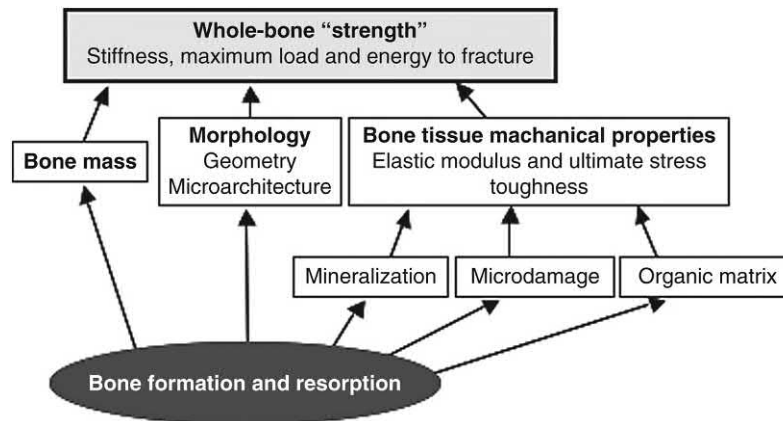 Whole-bone “strength”
Stiffness, maximum load and energy to fracture
Bone mass
Morphology
Geometry
Microarchitecture
Bone tissue machanical properties
Elastic modulus and ultimate stress
toughness
Mineralization
Microdamage
Organic matrix
Bone formation and resorption